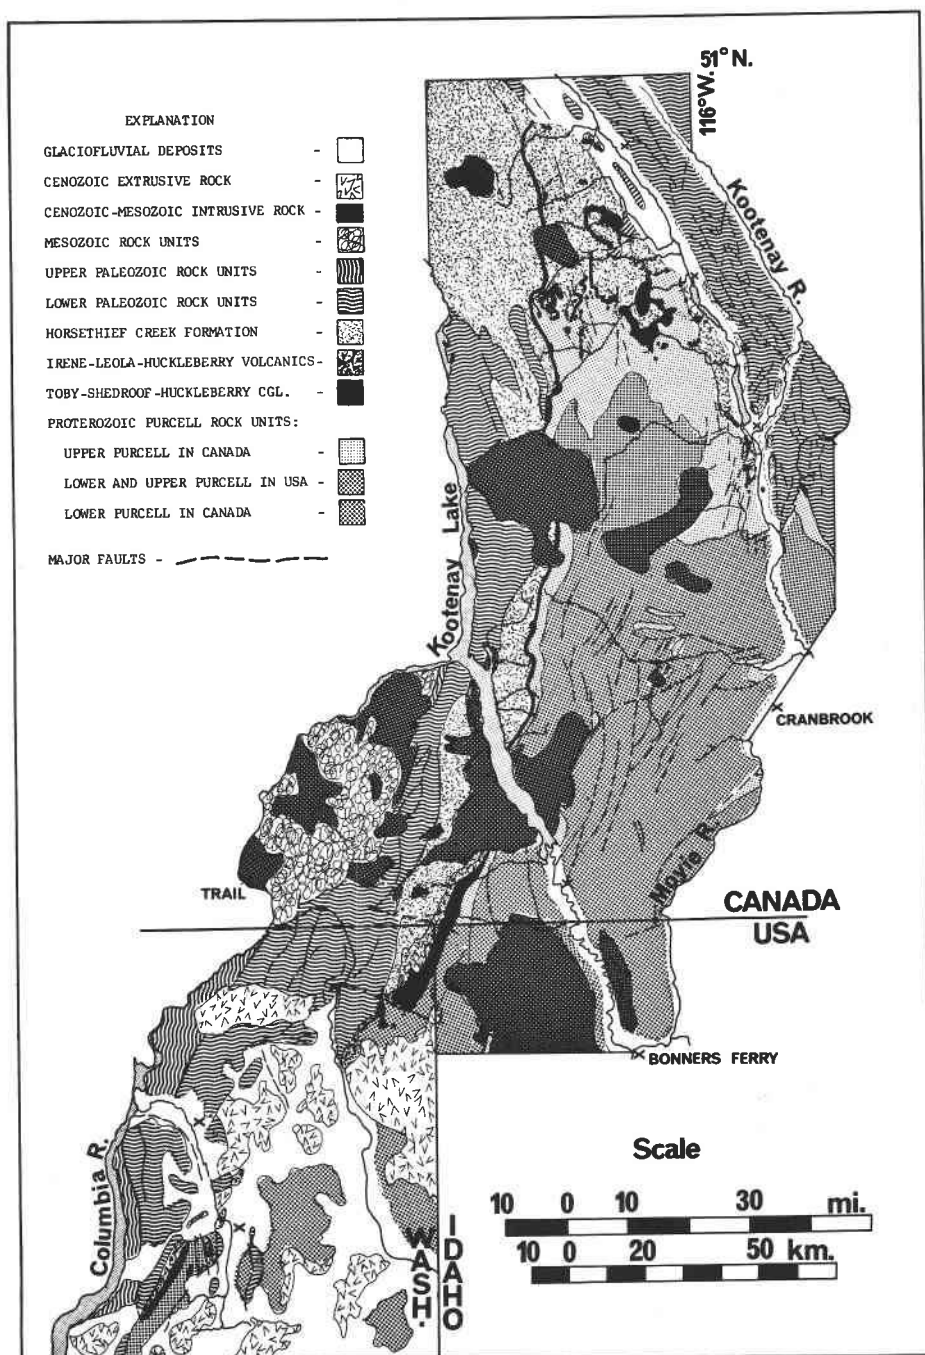 51° N.
116° W.
EXPLANATION
GLACIOFLUVIAL DEPOSITS -
CENOZOIC EXTRUSIVE ROCK -
CENOZOIC-MESOZOIC INTRUSIVE ROCK -
MESOZOIC ROCK UNITS -
UPPER PALEOZOIC ROCK UNITS -
LOWER PALEOZOIC ROCK UNITS -
HORSETHIEF CREEK FORMATION -
IRENE-LEOLA-HUCKLEBERRY VOLCANICS-
TOBY-SHEDROOF-HUCKLEBERRY CGL. -
PROTEROZOIC PURCELL ROCK UNITS:
UPPER PURCELL IN CANADA -
LOWER AND UPPER PURCELL IN USA -
LOWER PURCELL IN CANADA -
MAJOR FAULTS -
Kootenay R.
Kootenay Lake
CRANBROOK
Moyie R.
TRAIL
CANADA
USA
BONNERS FERRY
Columbia R.
WASH.
IDAHO
Scale
10 0 10 30 mi.
10 0 20 50 km.